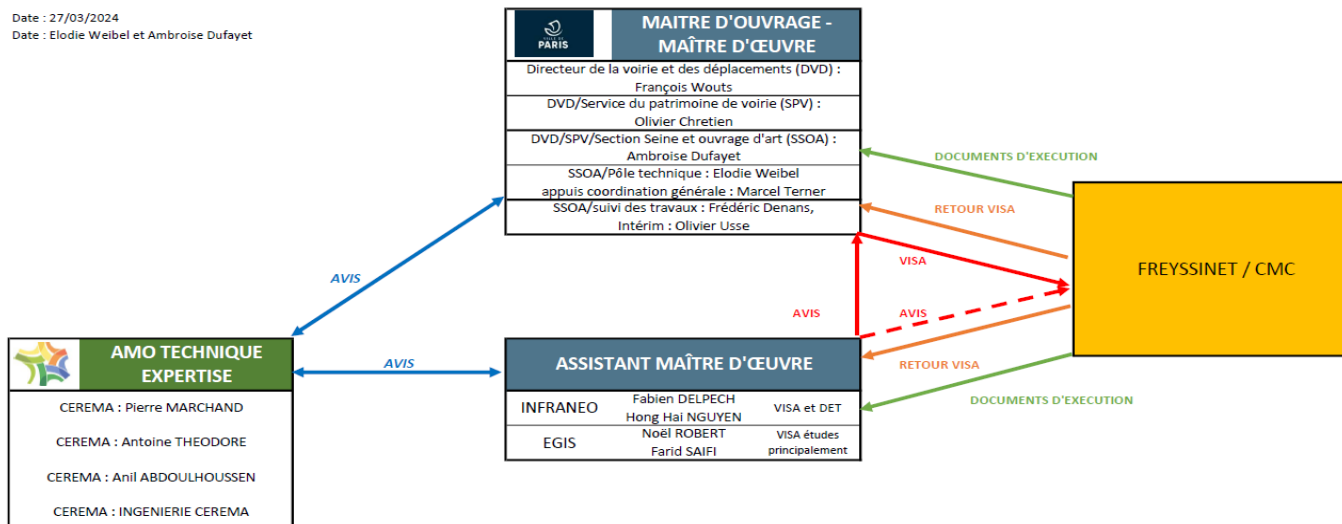 Date : 27/03/2024
Date : Elodie Weibel et Ambroise Dufayet
VILLE DE
PARIS
MAITRE D'OUVRAGE -
MAÎTRE D'ŒUVRE
Directeur de la voirie et des déplacements (DVD) :
François Wouts
DVD/Service du patrimoine de voirie (SPV) :
Olivier Chretien
DVD/SPV/Section Seine et ouvrage d'art (SSOA) :
Ambroise Dufayet
SSOA/Pôle technique : Elodie Weibel
appuis coordination générale : Marcel Terner
SSOA/suivi des travaux : Frédéric Denans,
Intérim : Olivier Usse
DOCUMENTS D'EXECUTION
RETOUR VISA
VISA
FREYSSINET / CMC
AVIS
AVIS
AVIS
AMO TECHNIQUE
EXPERTISE
CEREMA : Pierre MARCHAND
CEREMA : Antoine THEODORE
CEREMA : Anil ABDOULHOUSSEN
CEREMA : INGENIERIE CEREMA
AVIS
ASSISTANT MAÎTRE D'ŒUVRE
INFRANEO
Fabien DELPECH
Hong Hai NGUYEN
VISA et DET
EGIS
Noël ROBERT
Farid SAIFI
VISA études
principalement
RETOUR VISA
DOCUMENTS D'EXECUTION